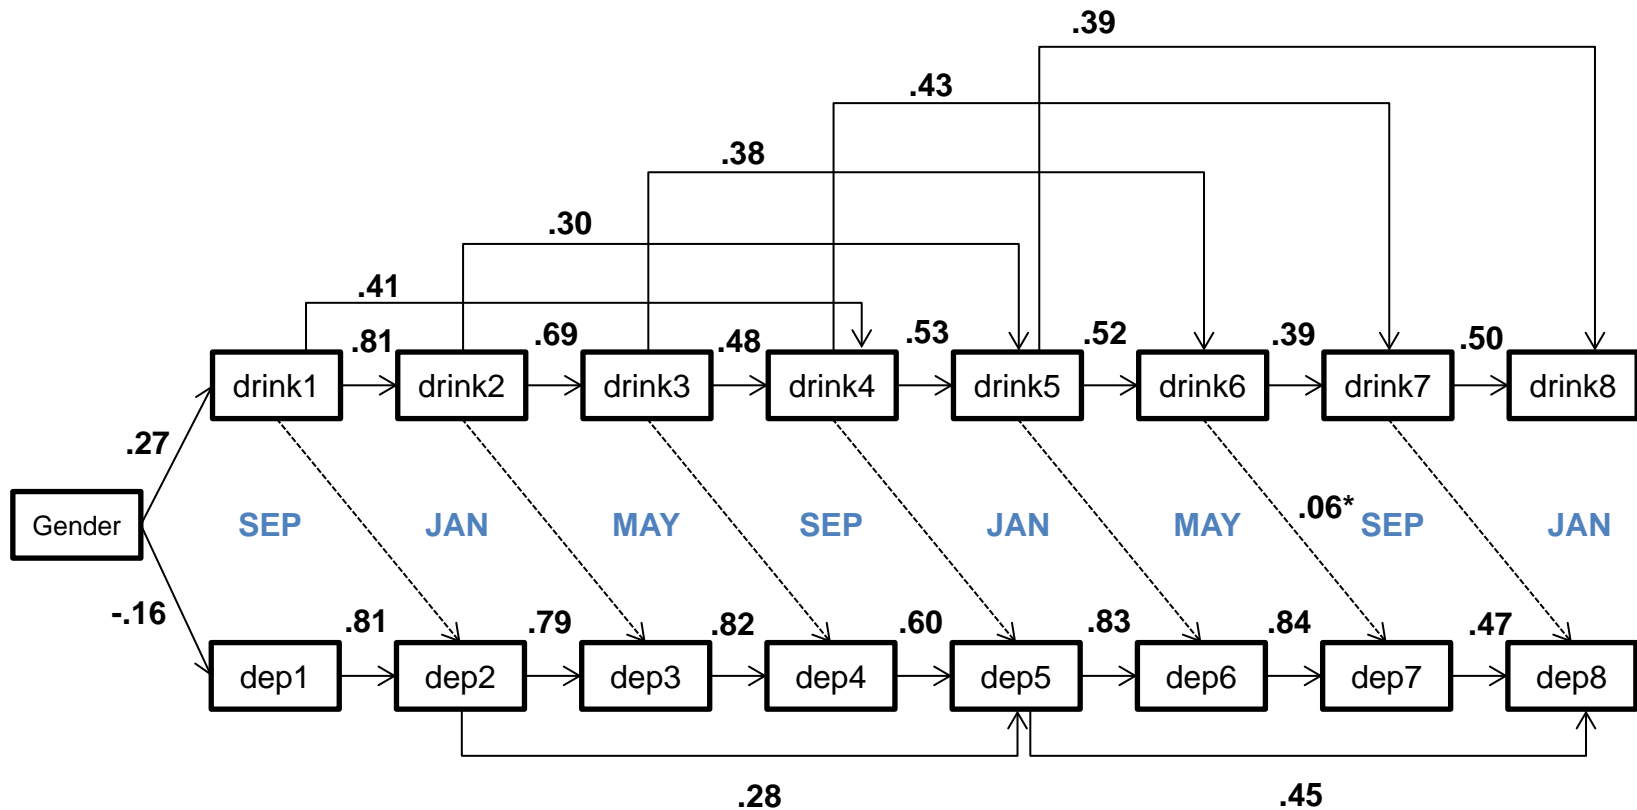 .39
.43
.38
.30
.41
.81 .69 .48 .53 .52 .39 .50
drink1 drink2 drink3 drink4 drink5 drink6 drink7 drink8
.27
Gender SEP JAN MAY SEP JAN MAY .06* SEP JAN
-.16
.81 .79 .82 .60 .83 .84 .47
dep1 dep2 dep3 dep4 dep5 dep6 dep7 dep8
.28 .45